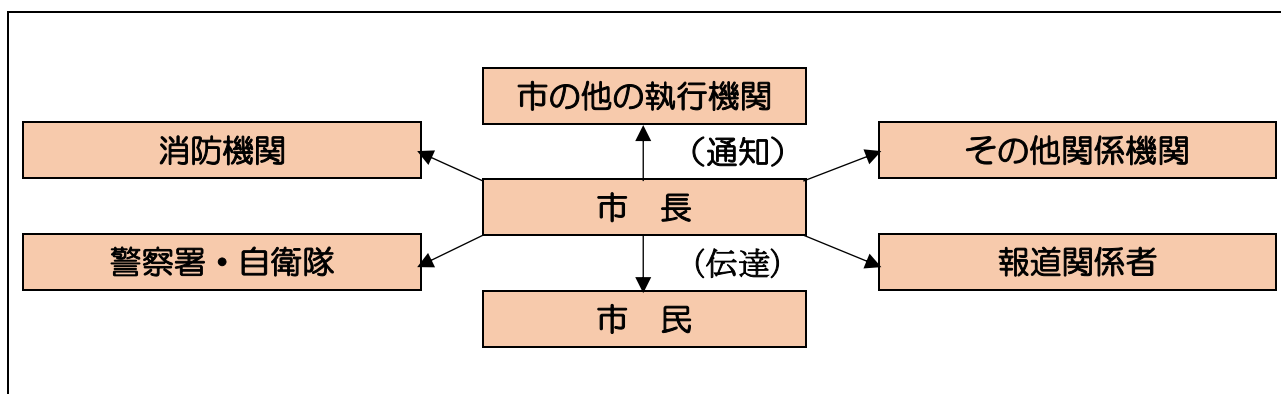 市の他の執行機関
消防機関
（通知）
その他関係機関
市　長
警察署・自衛隊
（伝達）
報道関係者
市　民